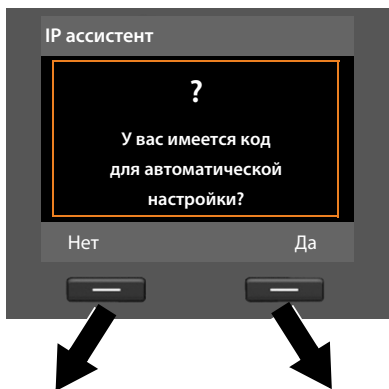 IP ассистент
?
У вас имеется код
для автоматической
настройки?
Нет Да